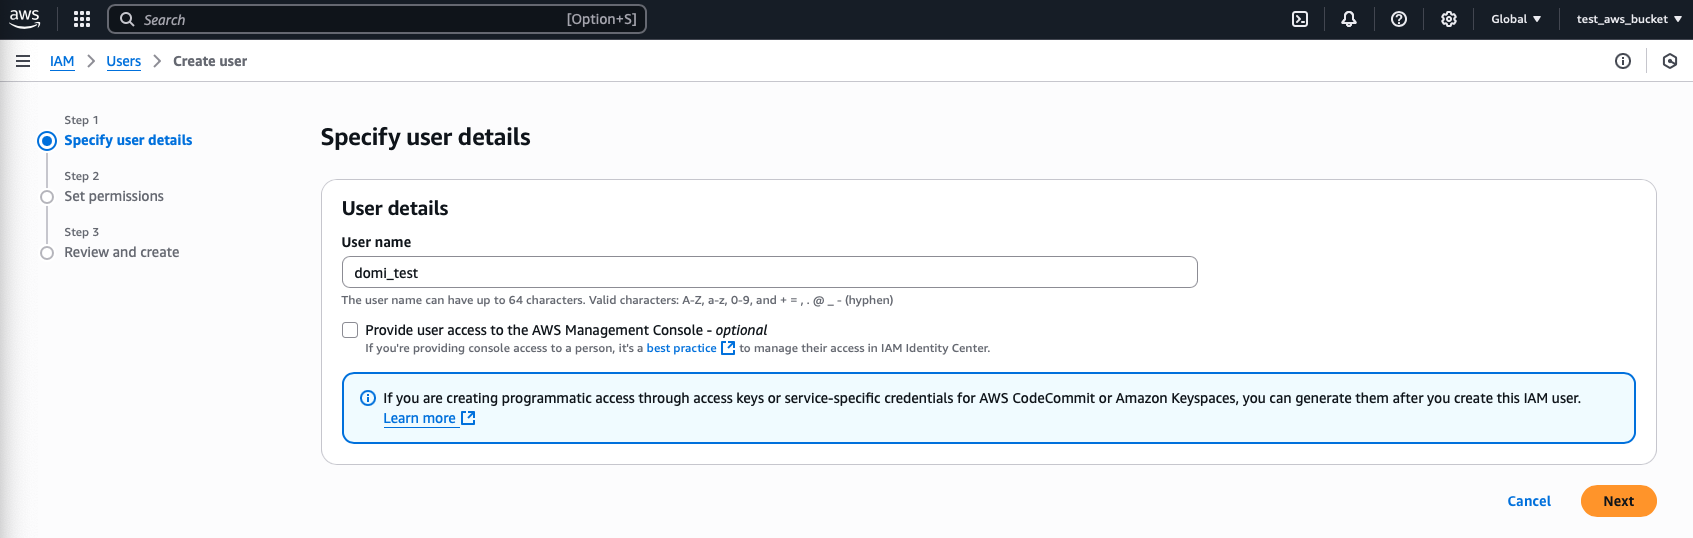 aws
Search
[Option+S]
Global
test_aws_bucket
IAM
Users
Create user
Step 1
Specify user details
Step 2
Set permissions
Step 3
Review and create
Specify user details
User details
User name
domi_test
The user name can have up to 64 characters. Valid characters: A-Z, a-z, 0-9, and + = , . @ _ - (hyphen)
Provide user access to the AWS Management Console - optional
If you're providing console access to a person, it's a best practice to manage their access in IAM Identity Center.
If you are creating programmatic access through access keys or service-specific credentials for AWS CodeCommit or Amazon Keyspaces, you can generate them after you create this IAM user.
Learn more
Cancel
Next